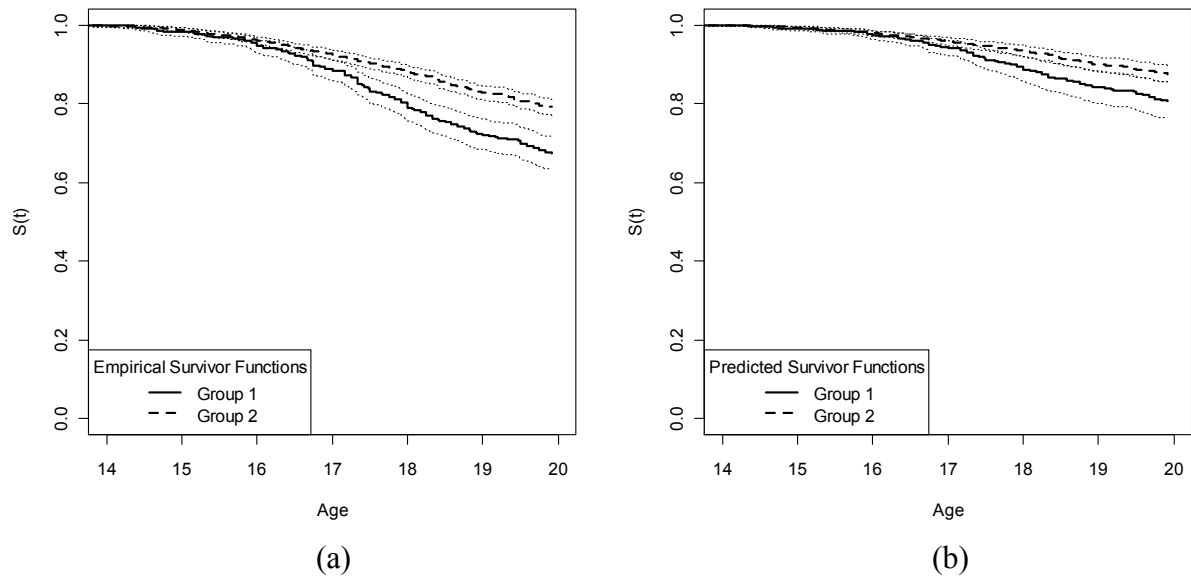 S(t)
1.0
0.8
0.6
0.4
0.2
0.0
Empirical Survivor Functions
Group 1
Group 2
14 15 16 17 18 19 20
Age
(a)
S(t)
1.0
0.8
0.6
0.4
0.2
0.0
Predicted Survivor Functions
Group 1
Group 2
14 15 16 17 18 19 20
Age
(b)